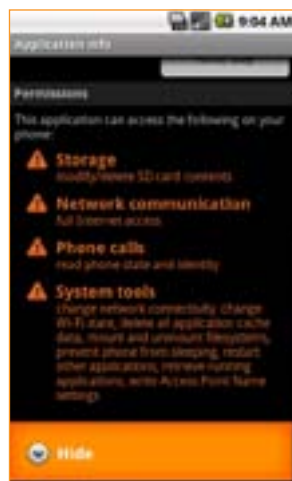 9:04 AM
Application info
Permissions
This application can access the following on your
phone:
Storage
modify/delete SD card contents
Network communication
full Internet access
Phone calls
read phone state and identity
System tools
change network connectivity, change
Wi-Fi state, delete all application cache
data, mount and unmount filesystems,
prevent phone from sleeping, restart
other applications, retrieve running
applications, write Access Point Name
settings
Hide